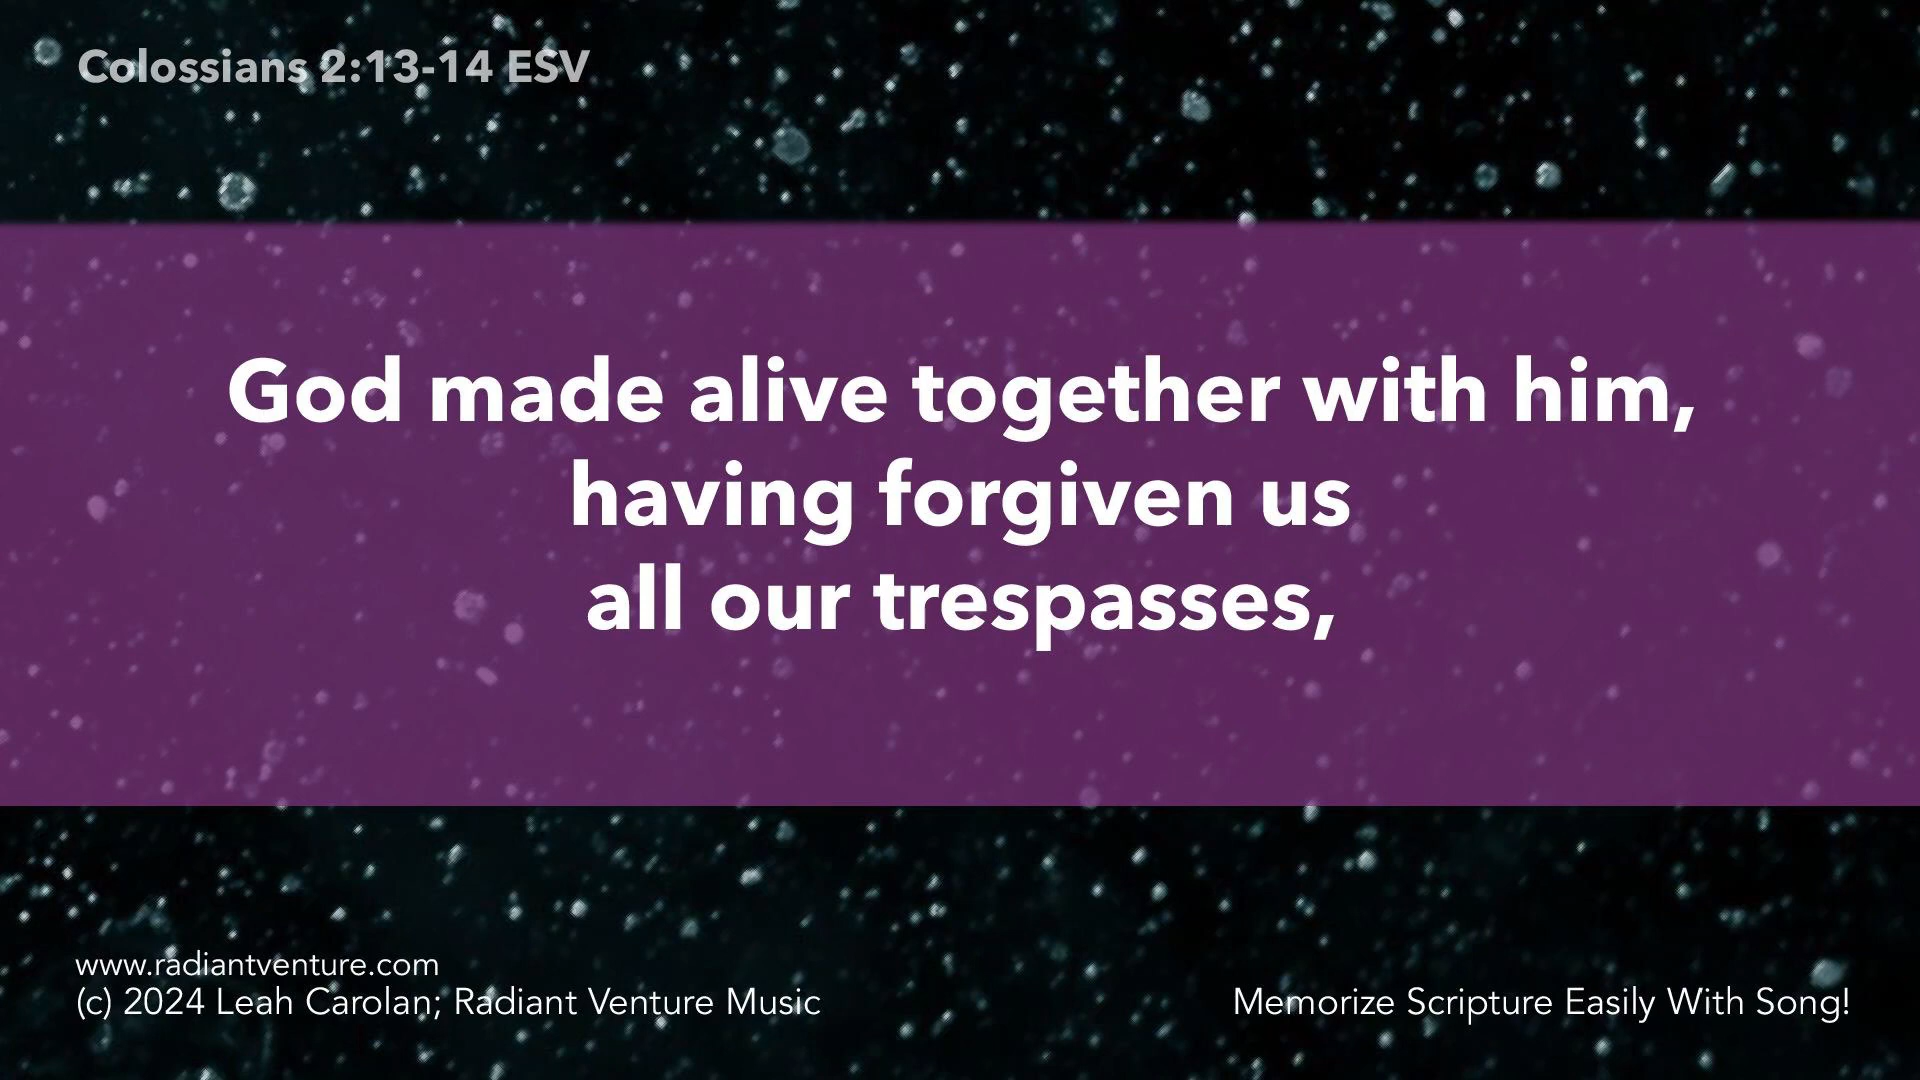 Colossians 2:13-14 ESV
God made alive together with him,
having forgiven us
all our trespasses,
www.radiantventure.com
(c) 2024 Leah Carolan; Radiant Venture Music
Memorize Scripture Easily With Song!